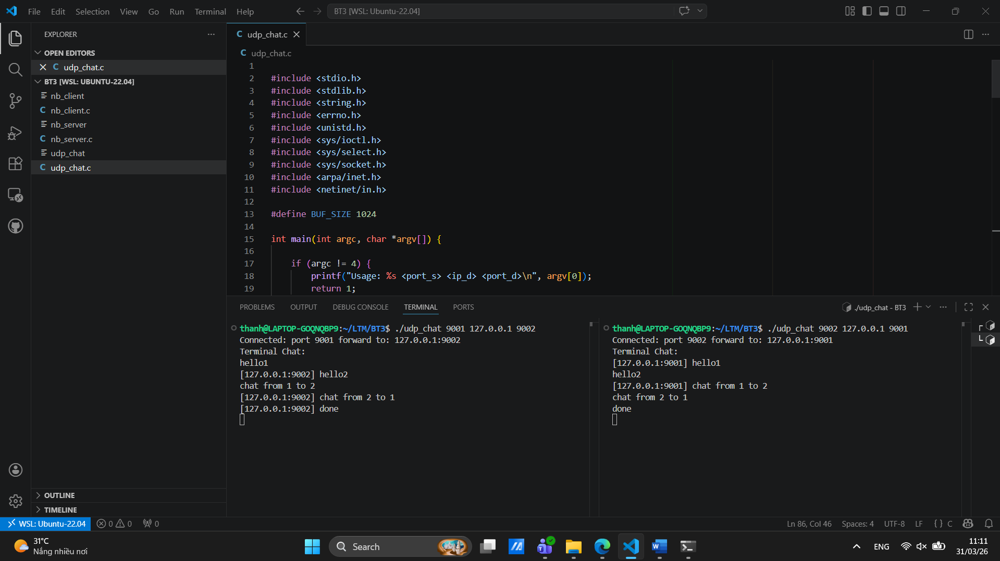 File Edit Selection View Go Run Terminal Help
BT3 [WSL: Ubuntu-22.04]
EXPLORER
OPEN EDITORS
C udp_chat.c
BT3 [WSL: UBUNTU-22.04]
nb_client
C nb_client.c
nb_server
C nb_server.c
udp_chat
C udp_chat.c
OUTLINE
TIMELINE
C udp_chat.c
C udp_chat.c
1
2 #include <stdio.h>
3 #include <stdlib.h>
4 #include <string.h>
5 #include <errno.h>
6 #include <unistd.h>
7 #include <sys/ioctl.h>
8 #include <sys/select.h>
9 #include <sys/socket.h>
10 #include <arpa/inet.h>
11 #include <netinet/in.h>
12
13 #define BUF_SIZE 1024
14
15 int main(int argc, char *argv[]) {
16
17 if (argc != 4) {
18 printf("Usage: %s <port_s> <ip_d> <port_d>\n", argv[0]);
19 return 1;
PROBLEMS OUTPUT DEBUG CONSOLE TERMINAL PORTS
./udp_chat - BT3
thanh@LAPTOP-GOQNQBP9:~/LTM/BT3$ ./udp_chat 9001 127.0.0.1 9002
Connected: port 9001 forward to: 127.0.0.1:9002
Terminal Chat:
hello1
[127.0.0.1:9002] hello2
chat from 1 to 2
[127.0.0.1:9002] chat from 2 to 1
[127.0.0.1:9002] done
thanh@LAPTOP-GOQNQBP9:~/LTM/BT3$ ./udp_chat 9002 127.0.0.1 9001
Connected: port 9002 forward to: 127.0.0.1:9001
Terminal Chat:
[127.0.0.1:9001] hello1
hello2
[127.0.0.1:9001] chat from 1 to 2
chat from 2 to 1
done
WSL: Ubuntu-22.04 0 0 0
Ln 86, Col 46 Spaces: 4 UTF-8 LF {} C
31°C
Nắng nhiều nơi
Search
ENG
11:11
31/03/26